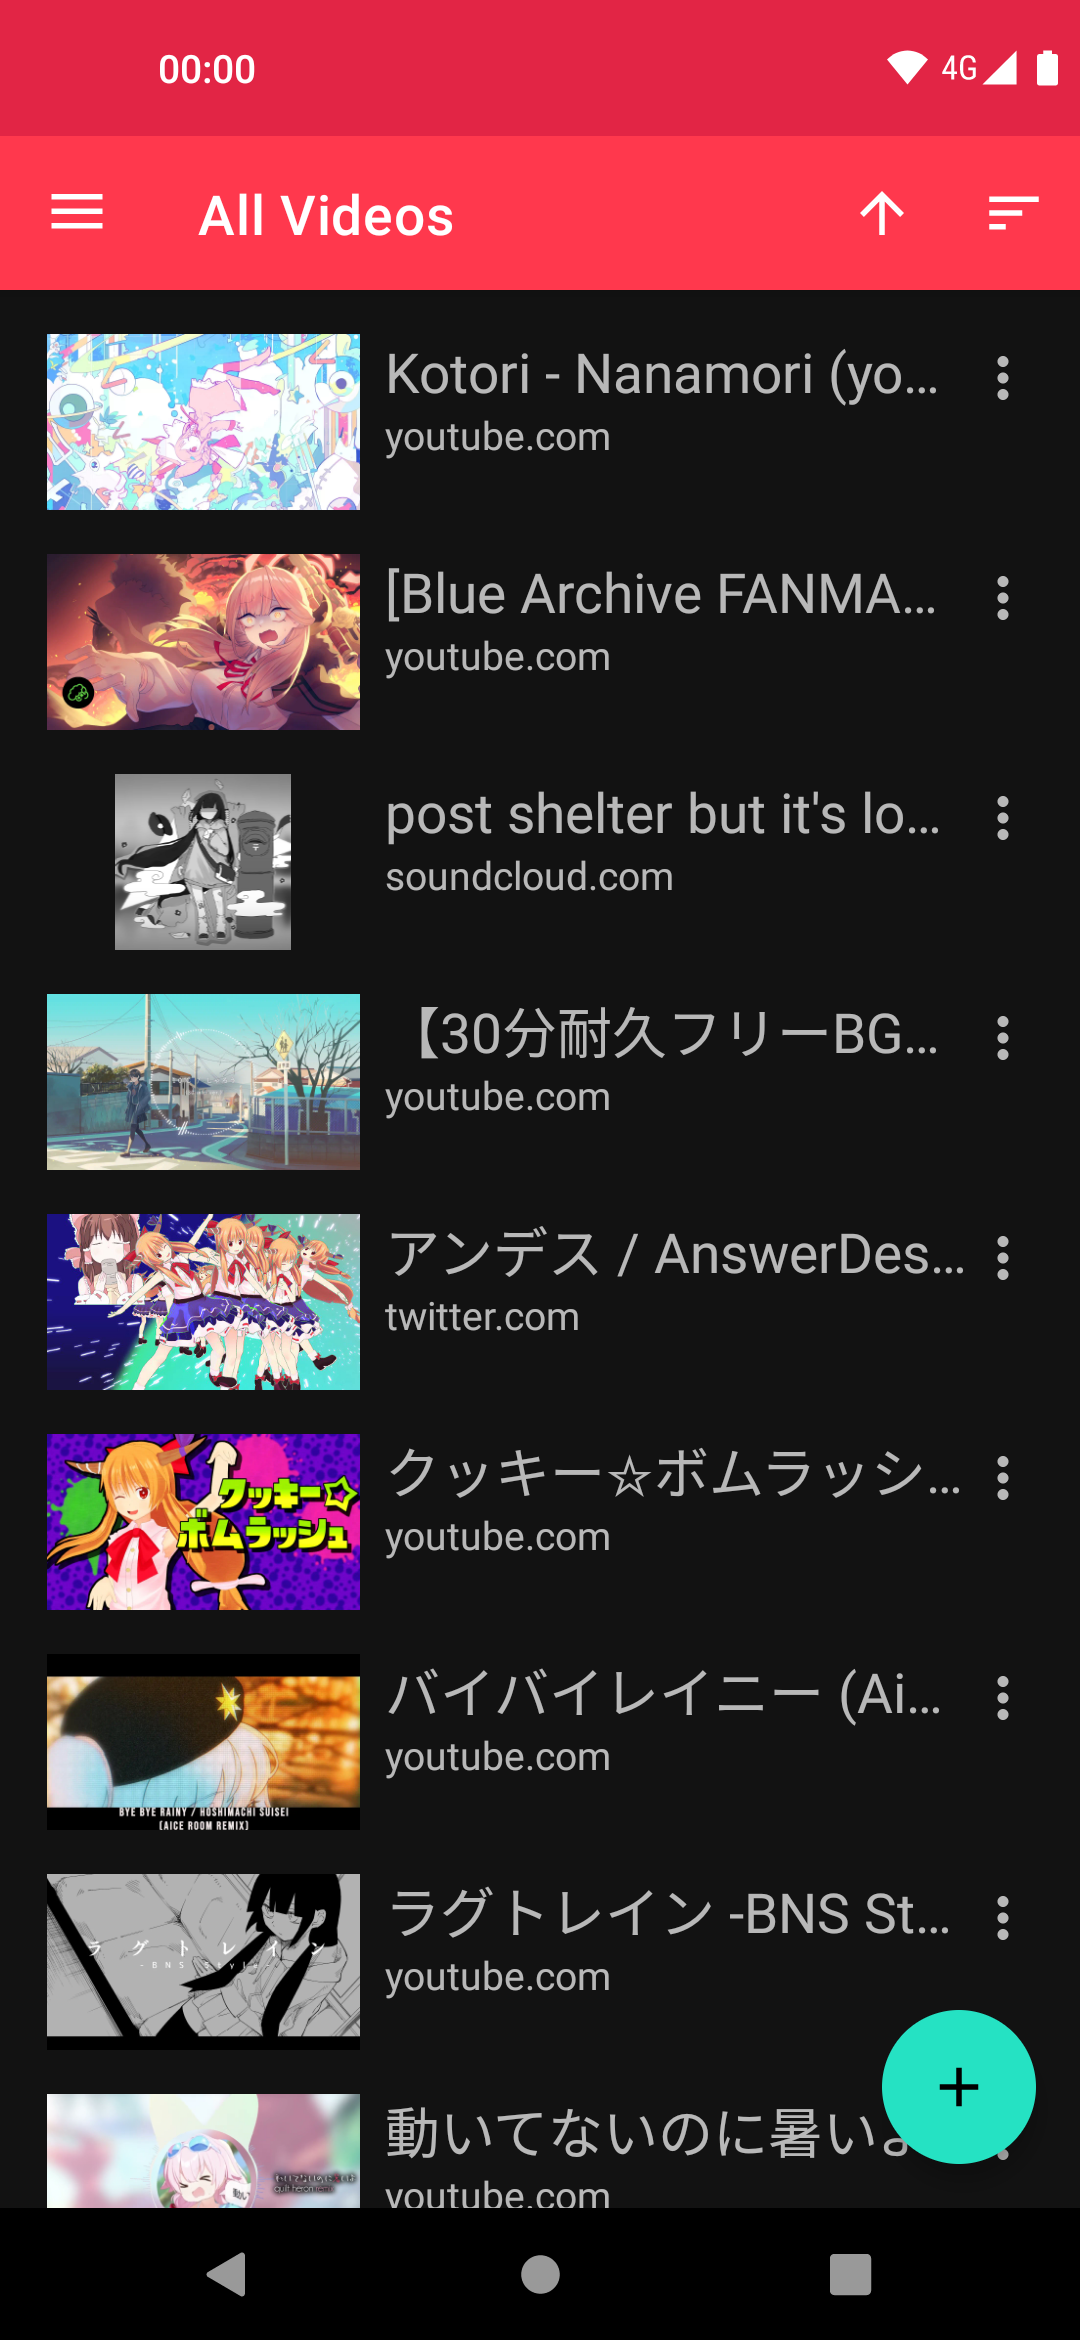 00:00
4G
All Videos
Kotori - Nanamori (yo...
youtube.com
[Blue Archive FANMA...
youtube.com
post shelter but it's lo...
soundcloud.com
【30分耐久フリーBG...
youtube.com
アンデス / AnswerDes...
twitter.com
クッキー☆
ボムラッシュ
クッキー☆ボムラッシ...
youtube.com
BYE BYE RAINY / HOSHIMACHI SUISEI
[AICE ROOM REMIX]
バイバイレイニー (Ai...
youtube.com
ラグトレイン
-BNS Style-
ラグトレイン -BNS St...
youtube.com
動いてないのに暑いよ
youtube.com